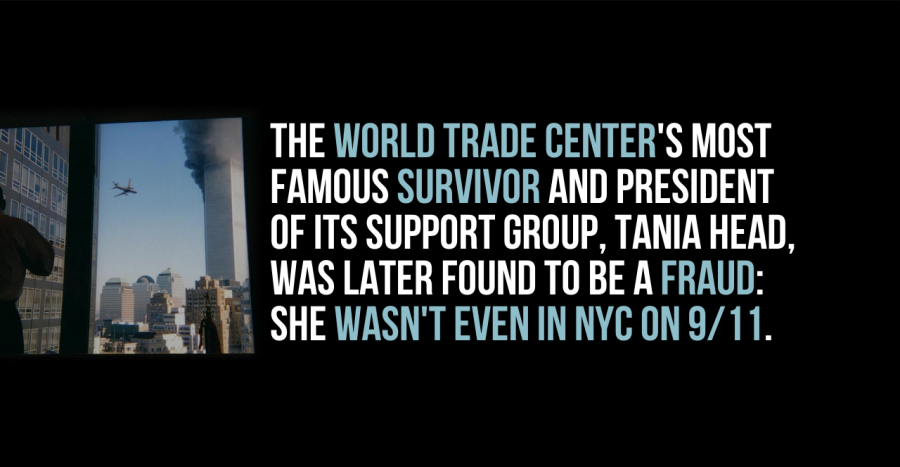 THE WORLD TRADE CENTER'S MOST
FAMOUS SURVIVOR AND PRESIDENT
OF ITS SUPPORT GROUP, TANIA HEAD,
WAS LATER FOUND TO BE A FRAUD:
SHE WASN'T EVEN IN NYC ON 9/11.